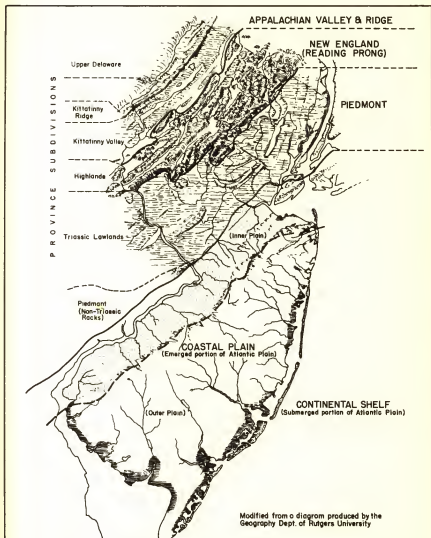 APPALACHIAN VALLEY & RIDGE
NEW ENGLAND
(READING PRONG)
PIEDMONT
PROVINCE SUBDIVISIONS
Upper Delaware
Kittatinny
Ridge
Kittatinny Valley
Highlands
Triassic Lowlands
Piedmont
(Non-Triassic
Rocks)
(Inner Plain)
COASTAL PLAIN
(Emerged portion of Atlantic Plain)
(Outer Plain)
CONTINENTAL SHELF
(Submerged portion of Atlantic Plain)
Modified from a diagram produced by the
Geography Dept. of Rutgers University